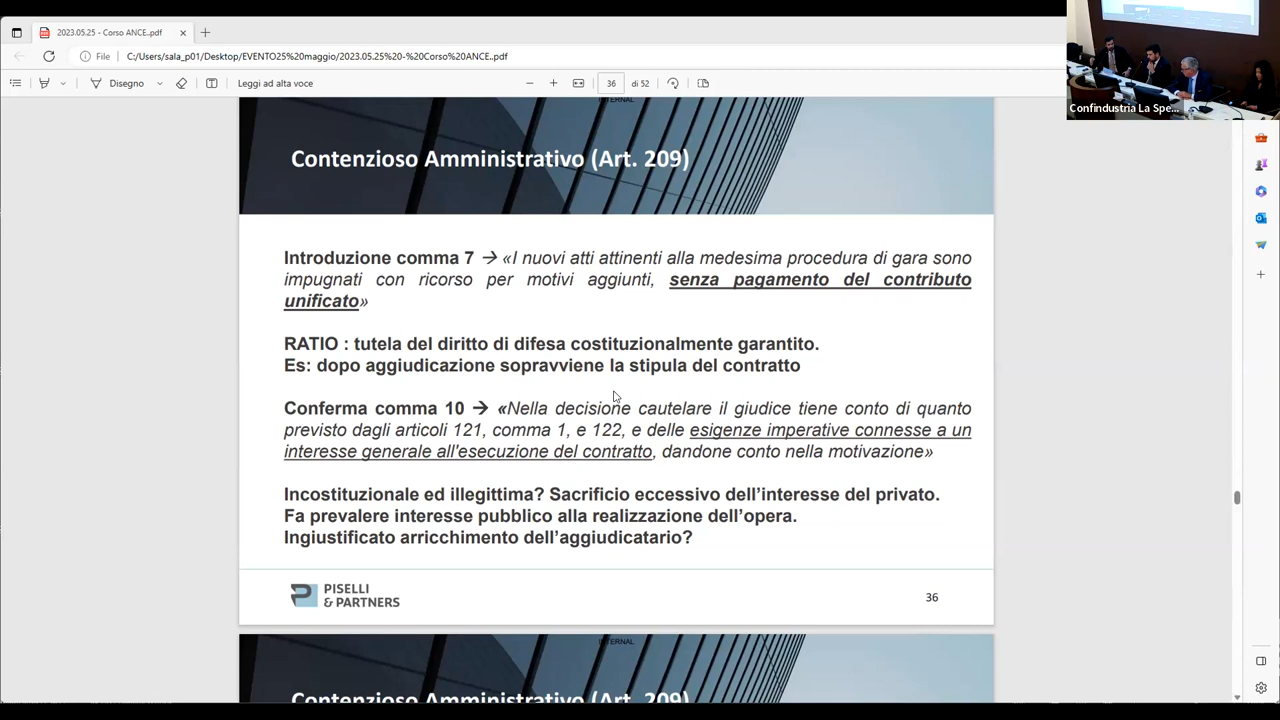 2023.05.25 - Corso ANCE..pdf
File C:/Users/sala_p01/Desktop/EVENTO25%20maggio/2023.05.25%20-%20Corso%20ANCE..pdf
Disegno Leggi ad alta voce 36 di 52
Confindustria La Spe...
INTERNAL
Contenzioso Amministrativo (Art. 209)
Introduzione comma 7 → «I nuovi atti attinenti alla medesima procedura di gara sono
impugnati con ricorso per motivi aggiunti, senza pagamento del contributo
unificato»
RATIO : tutela del diritto di difesa costituzionalmente garantito.
Es: dopo aggiudicazione sopravviene la stipula del contratto
Conferma comma 10 → «Nella decisione cautelare il giudice tiene conto di quanto
previsto dagli articoli 121, comma 1, e 122, e delle esigenze imperative connesse a un
interesse generale all'esecuzione del contratto, dandone conto nella motivazione»
Incostituzionale ed illegittima? Sacrificio eccessivo dell’interesse del privato.
Fa prevalere interesse pubblico alla realizzazione dell’opera.
Ingiustificato arricchimento dell’aggiudicatario?
PISELLI
& PARTNERS
36
INTERNAL
Contenzioso Amministrativo (Art. 209)